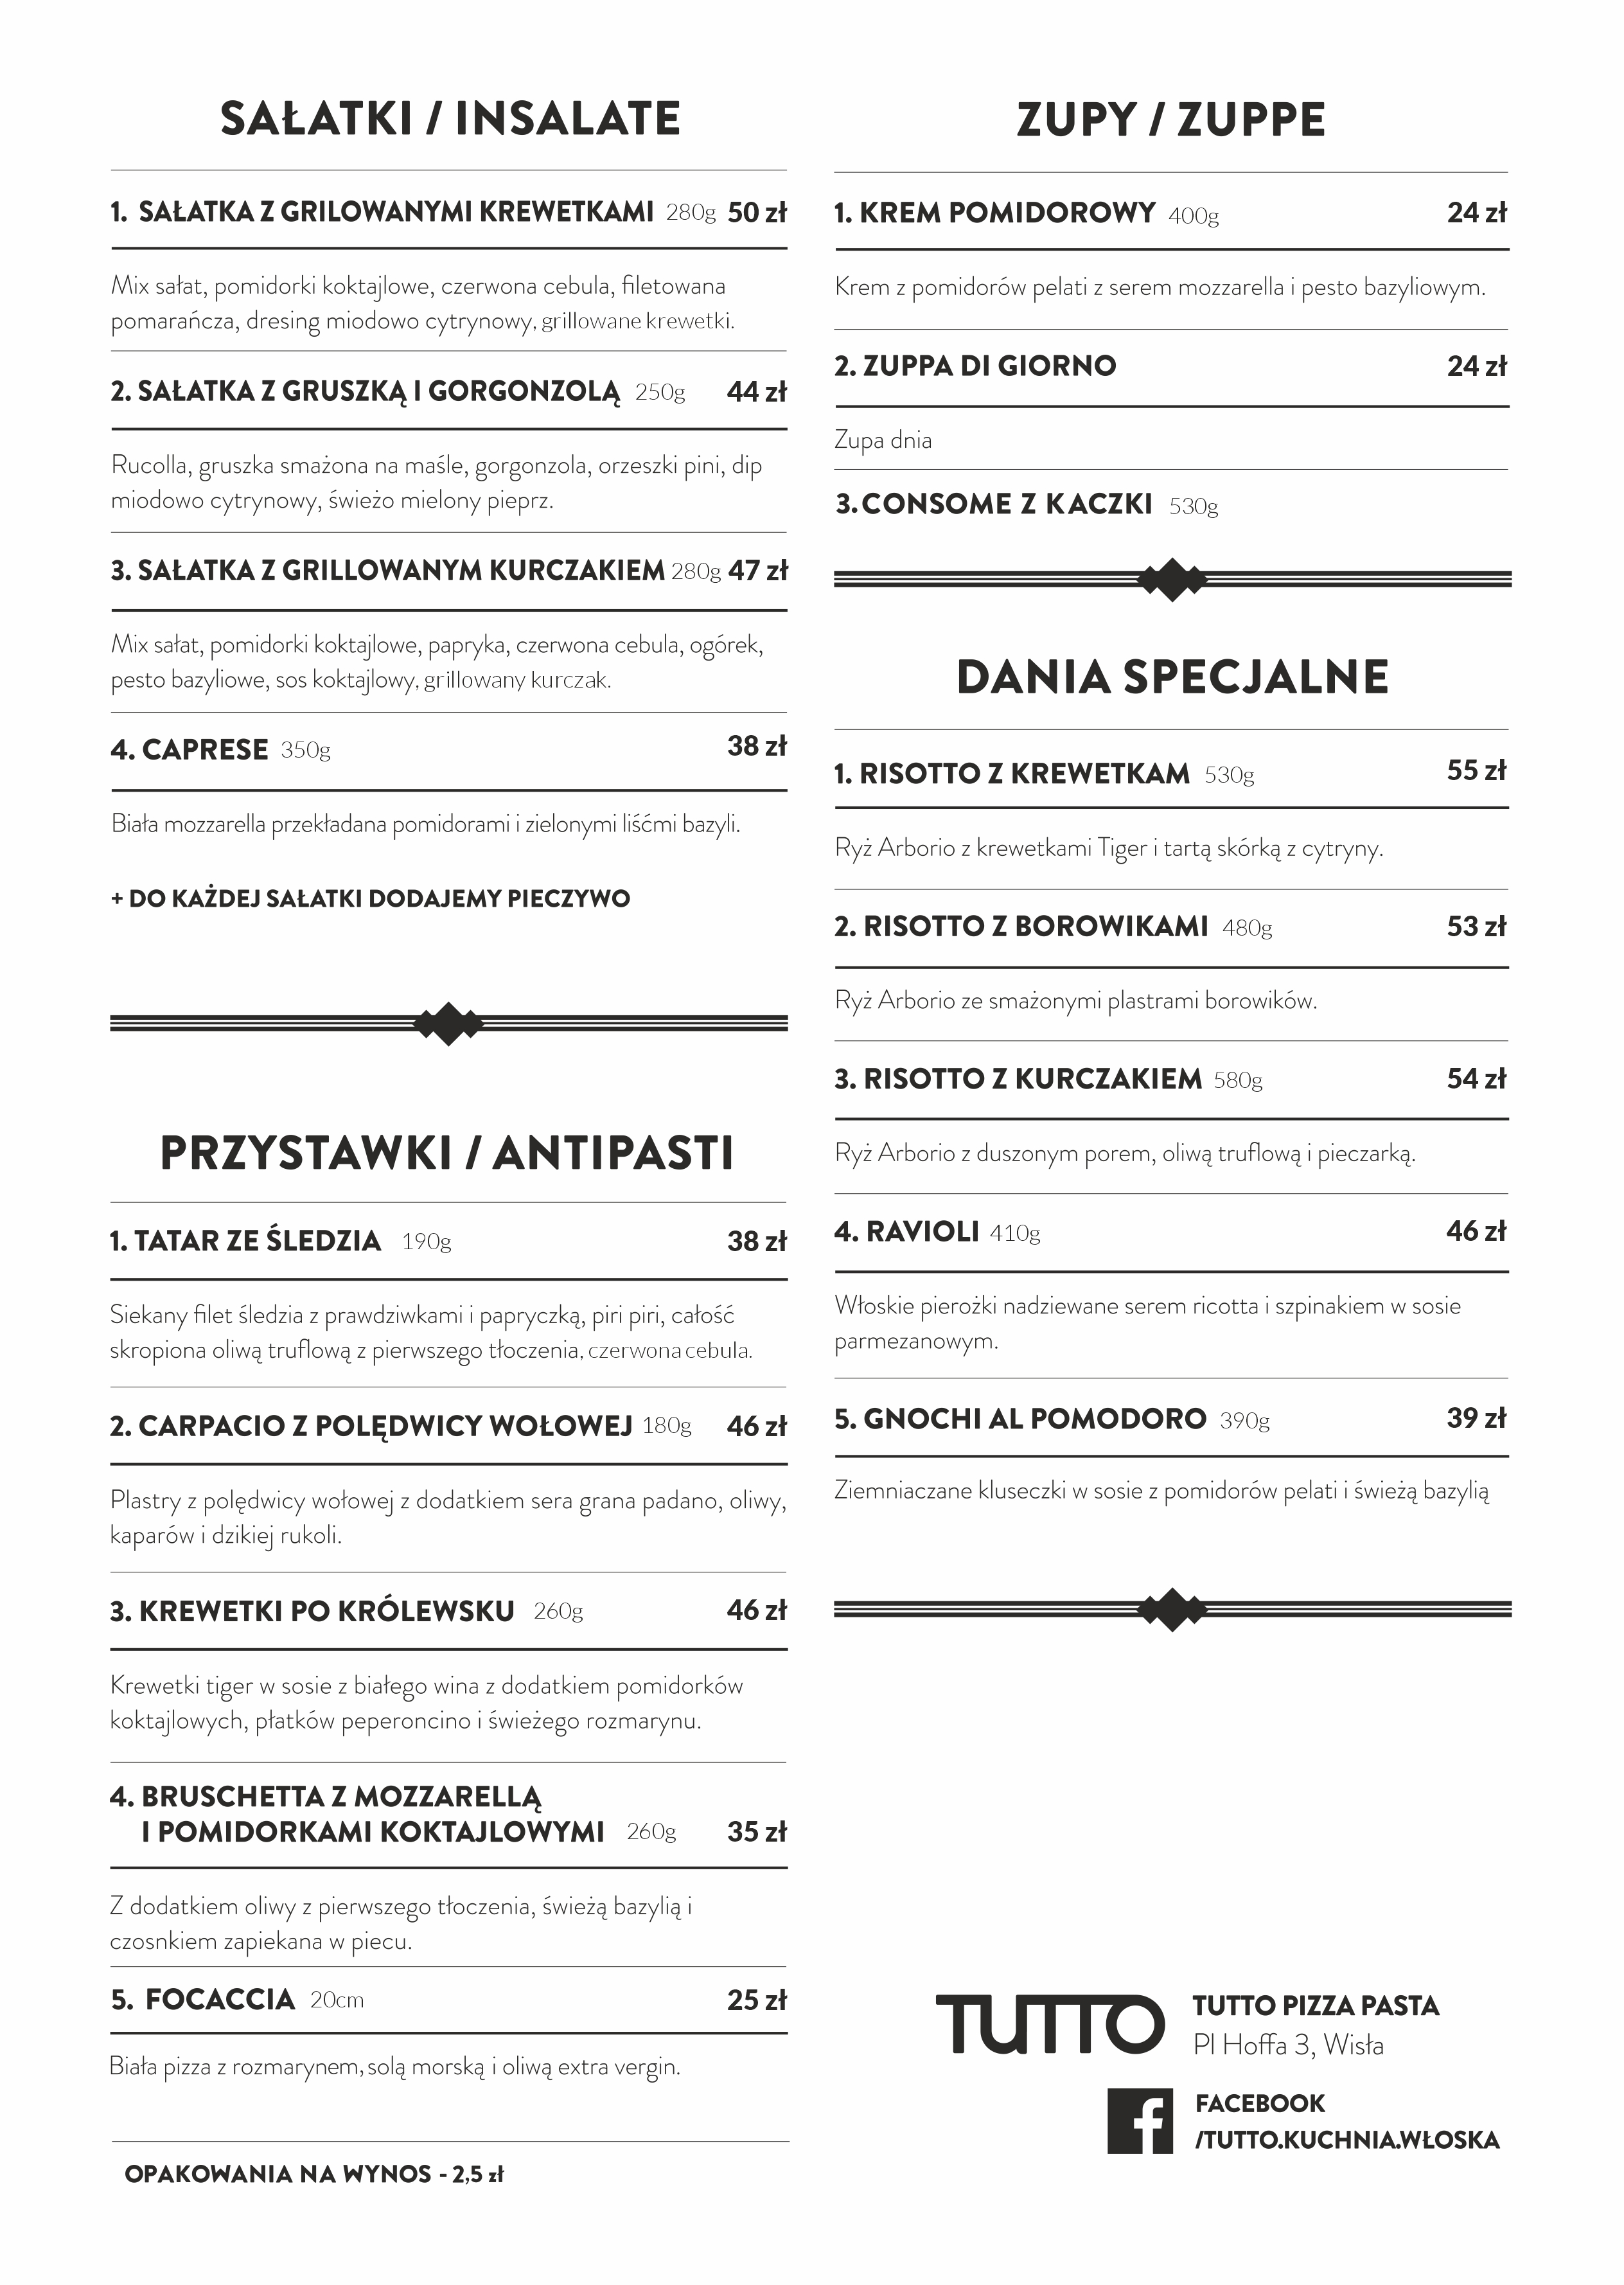 SAŁATKI / INSALATE
1. SAŁATKA Z GRILOWANYMI KREWETKAMI 280g 50 zł
Mix sałat, pomidorki koktajlowe, czerwona cebula, filetowana
pomarańcza, dresing miodowo cytrynowy, grillowane krewetki.
2. SAŁATKA Z GRUSZKĄ I GORGONZOLĄ 250g 44 zł
Rucolla, gruszka smażona na maśle, gorgonzola, orzeszki pini, dip
miodowo cytrynowy, świeżo mielony pieprz.
3. SAŁATKA Z GRILLOWANYM KURCZAKIEM 280g 47 zł
Mix sałat, pomidorki koktajlowe, papryka, czerwona cebula, ogórek,
pesto bazyliowe, sos koktajlowy, grillowany kurczak.
4. CAPRESE 350g 38 zł
Biała mozzarella przekładana pomidorami i zielonymi liśćmi bazyli.
+ DO KAŻDEJ SAŁATKI DODAJEMY PIECZYWO
PRZYSTAWKI / ANTIPASTI
1. TATAR ZE ŚLEDZIA 190g 38 zł
Siekany filet śledzia z prawdziwkami i papryczką, piri piri, całość
skropiona oliwą truflową z pierwszego tłoczenia, czerwona cebula.
2. CARPACIO Z POLĘDWICY WOŁOWEJ 180g 46 zł
Plastry z polędwicy wołowej z dodatkiem sera grana padano, oliwy,
kaparów i dzikiej rukoli.
3. KREWETKI PO KRÓLEWSKU 260g 46 zł
Krewetki tiger w sosie z białego wina z dodatkiem pomidorków
koktajlowych, płatków peperoncino i świeżego rozmarynu.
4. BRUSCHETTA Z MOZZARELLĄ
I POMIDORKAMI KOKTAJLOWYMI 260g 35 zł
Z dodatkiem oliwy z pierwszego tłoczenia, świeżą bazylią i
czosnkiem zapiekana w piecu.
5. FOCACCIA 20cm 25 zł
Biała pizza z rozmarynem, solą morską i oliwą extra vergin.
OPAKOWANIA NA WYNOS - 2,5 zł
ZUPY / ZUPPE
1. KREM POMIDOROWY 400g 24 zł
Krem z pomidorów pelati z serem mozzarella i pesto bazyliowym.
2. ZUPPA DI GIORNO 24 zł
Zupa dnia
3. CONSOME Z KACZKI 530g
DANIA SPECJALNE
1. RISOTTO Z KREWETKAM 530g 55 zł
Ryż Arborio z krewetkami Tiger i tartą skórką z cytryny.
2. RISOTTO Z BOROWIKAMI 480g 53 zł
Ryż Arborio ze smażonymi plastrami borowików.
3. RISOTTO Z KURCZAKIEM 580g 54 zł
Ryż Arborio z duszonym porem, oliwą truflową i pieczarką.
4. RAVIOLI 410g 46 zł
Włoskie pierożki nadziewane serem ricotta i szpinakiem w sosie
parmezanowym.
5. GNOCHI AL POMODORO 390g 39 zł
Ziemniaczane kluseczki w sosie z pomidorów pelati i świeżą bazylią
TUTTO
TUTTO PIZZA PASTA
Pl Hoffa 3, Wisła
f
FACEBOOK
/TUTTO.KUCHNIA.WŁOSKA